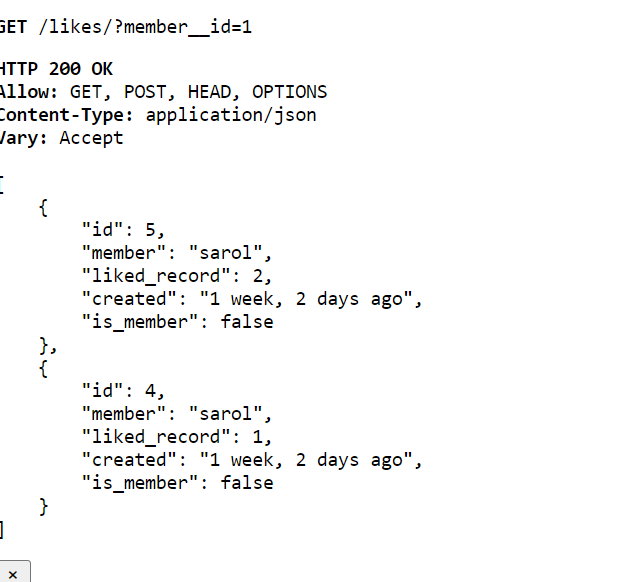 GET /likes/?member__id=1
HTTP 200 OK
Allow: GET, POST, HEAD, OPTIONS
Content-Type: application/json
Vary: Accept
[
    {
        "id": 5,
        "member": "sarol",
        "liked_record": 2,
        "created": "1 week, 2 days ago",
        "is_member": false
    },
    {
        "id": 4,
        "member": "sarol",
        "liked_record": 1,
        "created": "1 week, 2 days ago",
        "is_member": false
    }
]
×